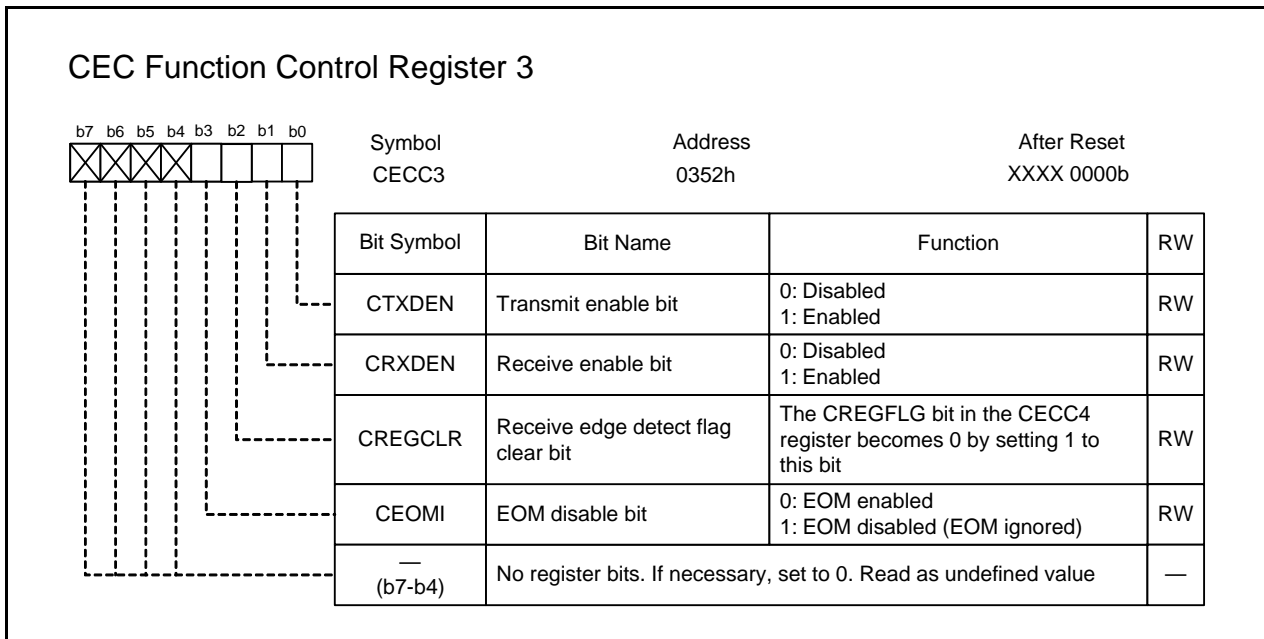 CEC Function Control Register 3
b7 b6 b5 b4 b3 b2 b1 b0
Symbol Address After Reset
CECC3 0352h XXXX 0000b
Bit Symbol Bit Name Function RW
CTXDEN Transmit enable bit 0: Disabled RW
1: Enabled
CRXDEN Receive enable bit 0: Disabled RW
1: Enabled
CREGCLR Receive edge detect flag clear bit The CREGFLG bit in the CECC4 RW
register becomes 0 by setting 1 to
this bit
CEOMI EOM disable bit 0: EOM enabled RW
1: EOM disabled (EOM ignored)
— No register bits. If necessary, set to 0. Read as undefined value —
(b7-b4)